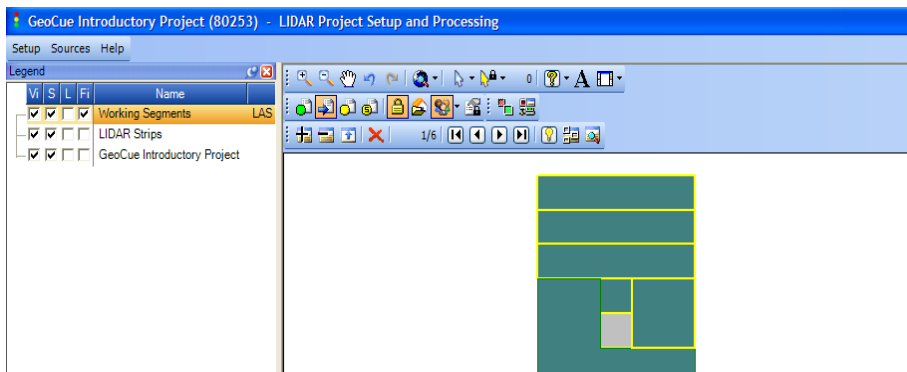 GeoCue Introductory Project (80253) - LIDAR Project Setup and Processing
Setup Sources Help
Legend
Vi S L Fi Name
Working Segments LAS
LIDAR Strips
GeoCue Introductory Project
0 A
S
1/6